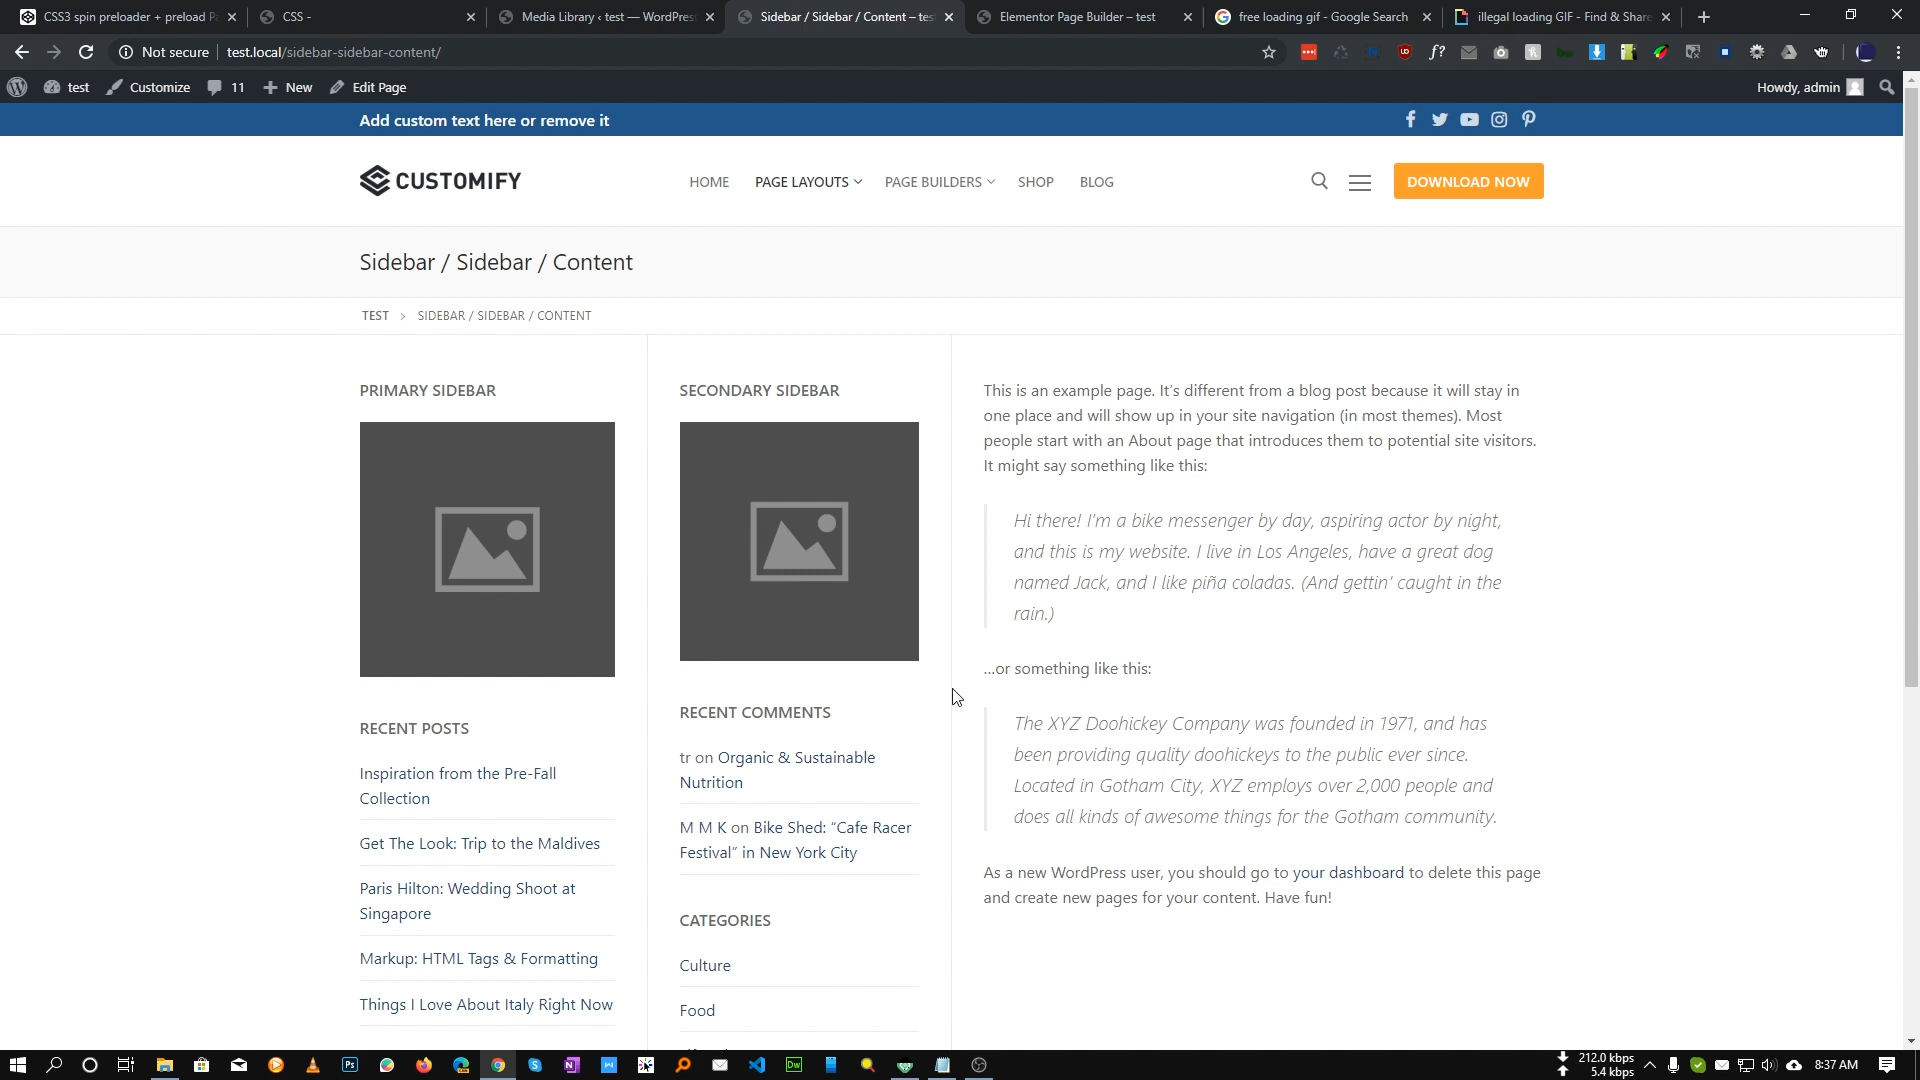 CSS3 spin preloader + preload Pa
CSS -
Media Library ‹ test — WordPres
Sidebar / Sidebar / Content – tes
Elementor Page Builder – test
free loading gif - Google Search
illegal loading GIF - Find & Share
Not secure
test.local/sidebar-sidebar-content/
test
Customize
11
New
Edit Page
Howdy, admin
Add custom text here or remove it
CUSTOMIFY
HOME
PAGE LAYOUTS
PAGE BUILDERS
SHOP
BLOG
DOWNLOAD NOW
Sidebar / Sidebar / Content
TEST > SIDEBAR / SIDEBAR / CONTENT
PRIMARY SIDEBAR
RECENT POSTS
Inspiration from the Pre-Fall
Collection
Get The Look: Trip to the Maldives
Paris Hilton: Wedding Shoot at
Singapore
Markup: HTML Tags & Formatting
Things I Love About Italy Right Now
SECONDARY SIDEBAR
RECENT COMMENTS
tr on Organic & Sustainable
Nutrition
M M K on Bike Shed: “Cafe Racer
Festival” in New York City
CATEGORIES
Culture
Food
This is an example page. It’s different from a blog post because it will stay in
one place and will show up in your site navigation (in most themes). Most
people start with an About page that introduces them to potential site visitors.
It might say something like this:
Hi there! I’m a bike messenger by day, aspiring actor by night,
and this is my website. I live in Los Angeles, have a great dog
named Jack, and I like piña coladas. (And gettin’ caught in the
rain.)
…or something like this:
The XYZ Doohickey Company was founded in 1971, and has
been providing quality doohickeys to the public ever since.
Located in Gotham City, XYZ employs over 2,000 people and
does all kinds of awesome things for the Gotham community.
As a new WordPress user, you should go to your dashboard to delete this page
and create new pages for your content. Have fun!
212.0 kbps
5.4 kbps
8:37 AM